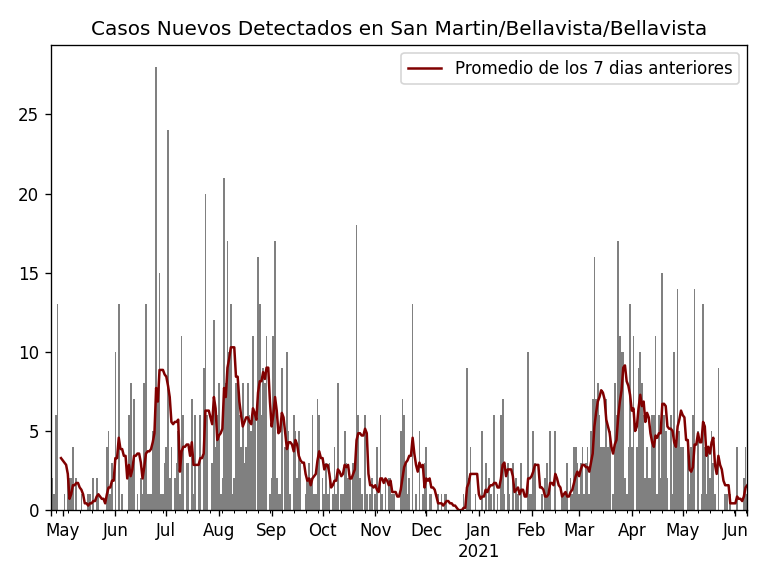 Casos Nuevos Detectados en San Martin/Bellavista/Bellavista
Promedio de los 7 dias anteriores
25
20
15
10
5
0
May Jun Jul Aug Sep Oct Nov Dec Jan Feb Mar Apr May Jun
2021